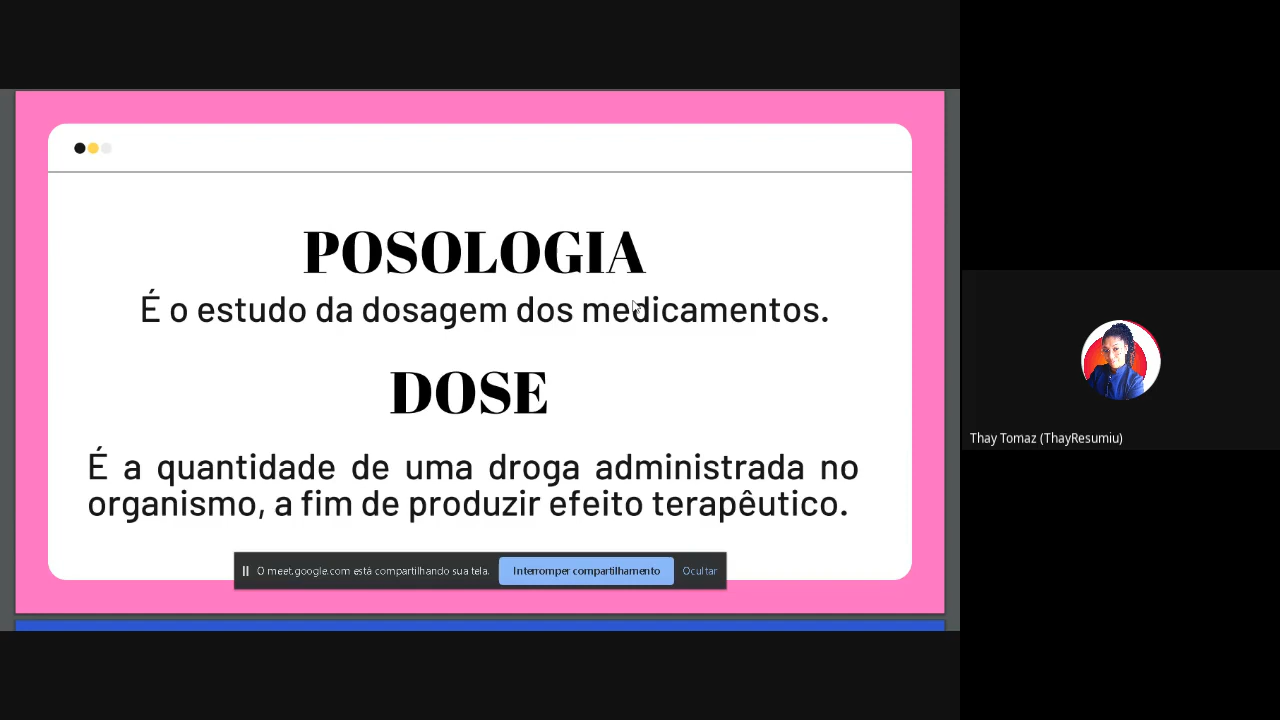 POSOLOGIA
É o estudo da dosagem dos medicamentos.
DOSE
É a quantidade de uma droga administrada no
organismo, a fim de produzir efeito terapêutico.
O meet.google.com está compartilhando sua tela.
Interromper compartilhamento
Ocultar
Thay Tomaz (ThayResumiu)